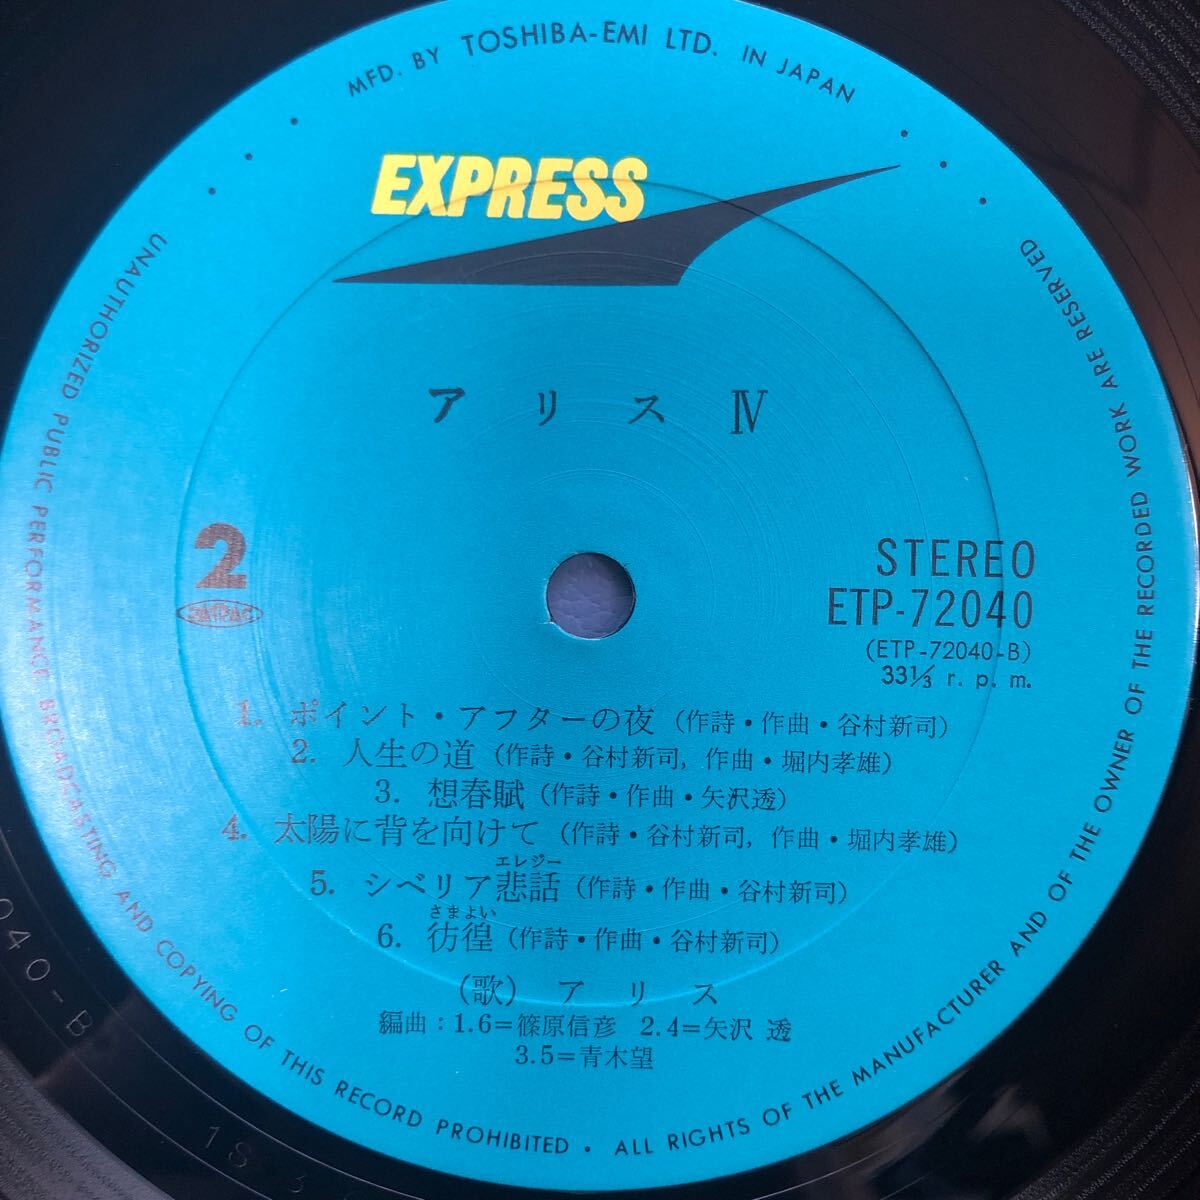 MFD. BY TOSHIBA-EMI LTD. IN JAPAN
EXPRESS
アリス IV
2
STEREO
ETP-72040
(ETP-72040-B)
33⅓ r. p. m.
1. ポイント・アフターの夜 (作詩・作曲・谷村新司)
2. 人生の道 (作詩・谷村新司, 作曲・堀内孝雄)
3. 想春賦 (作詩・作曲・矢沢透)
4. 太陽に背を向けて (作詩・谷村新司, 作曲・堀内孝雄)
エレジー
5. シベリア悲話 (作詩・作曲・谷村新司)
さまよい
6. 彷徨 (作詩・作曲・谷村新司)
(歌) アリス
編曲：1.6=篠原信彦 2.4=矢沢 透
3.5=青木望
UNAUTHORIZED PUBLIC PERFORMANCE BROADCASTING AND COPYING OF THIS RECORD PROHIBITED • ALL RIGHTS OF THE MANUFACTURER AND OF THE OWNER OF THE RECORDED WORK ARE RESERVED
040-B
1S